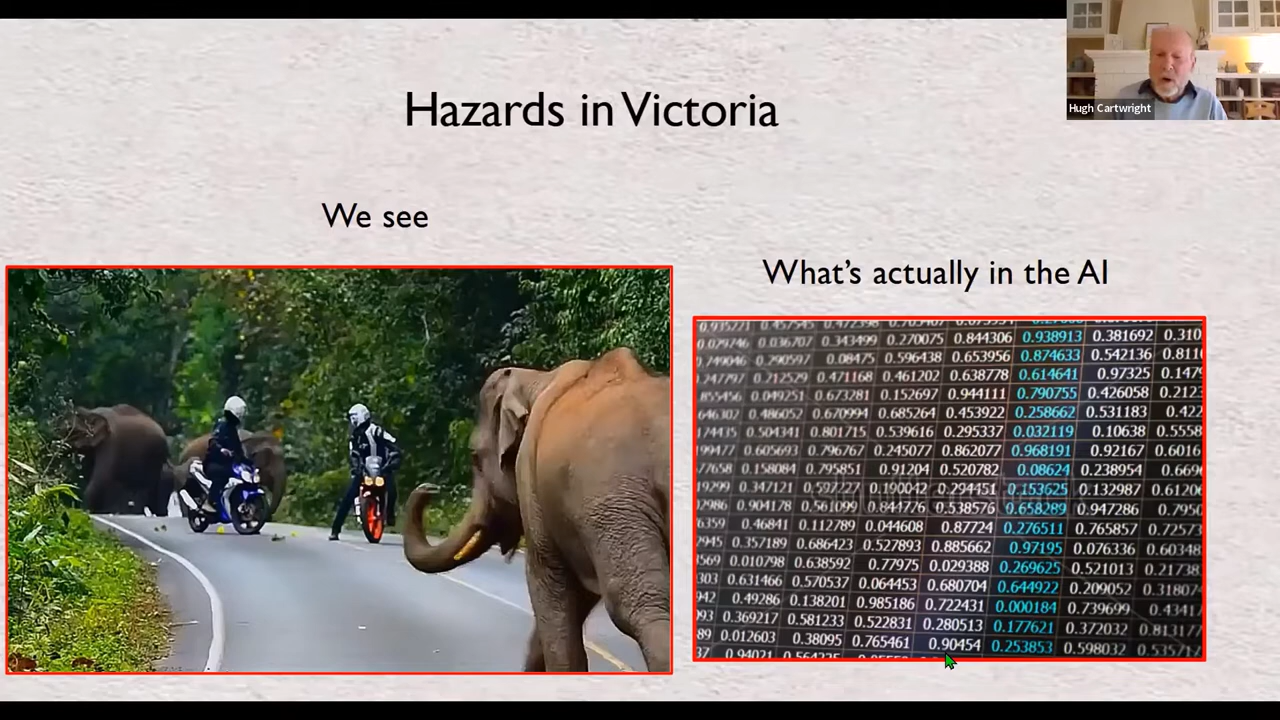 Hazards in Victoria
Hugh Cartwright
We see
What's actually in the AI
0.844306 0.938913 0.381692
0.343499 0.270075
0.08475 0.596438 0.653956 0.874633 0.542136
0.471168 0.461202 0.638778 0.614641 0.97325
0.049251 0.673281 0.152697 0.944111 0.790755 0.426058
0.486052 0.670994 0.685264 0.453922 0.258662 0.531183
0.504341 0.801715 0.539616 0.295337 0.032119 0.10638
0.605693 0.796767 0.245077 0.862077 0.968191 0.92167
0.158084 0.795851 0.91204 0.520782 0.08624 0.238954
0.347121 0.597227 0.190042 0.294451 0.153625 0.132987
0.904178 0.561099 0.844776 0.538576 0.658289 0.947286
0.46841 0.112789 0.044608 0.87724 0.276511 0.765857
0.357189 0.686423 0.527893 0.885662 0.97195 0.076336
0.010798 0.638592 0.77975 0.029388 0.269625 0.521013
0.631466 0.570537 0.064453 0.680704 0.644922 0.209052
0.49286 0.138201 0.985186 0.722431 0.000184 0.739699
0.369217 0.581233 0.522831 0.280513 0.177621 0.372032
0.012603 0.38095 0.765461 0.90454 0.253853 0.598032